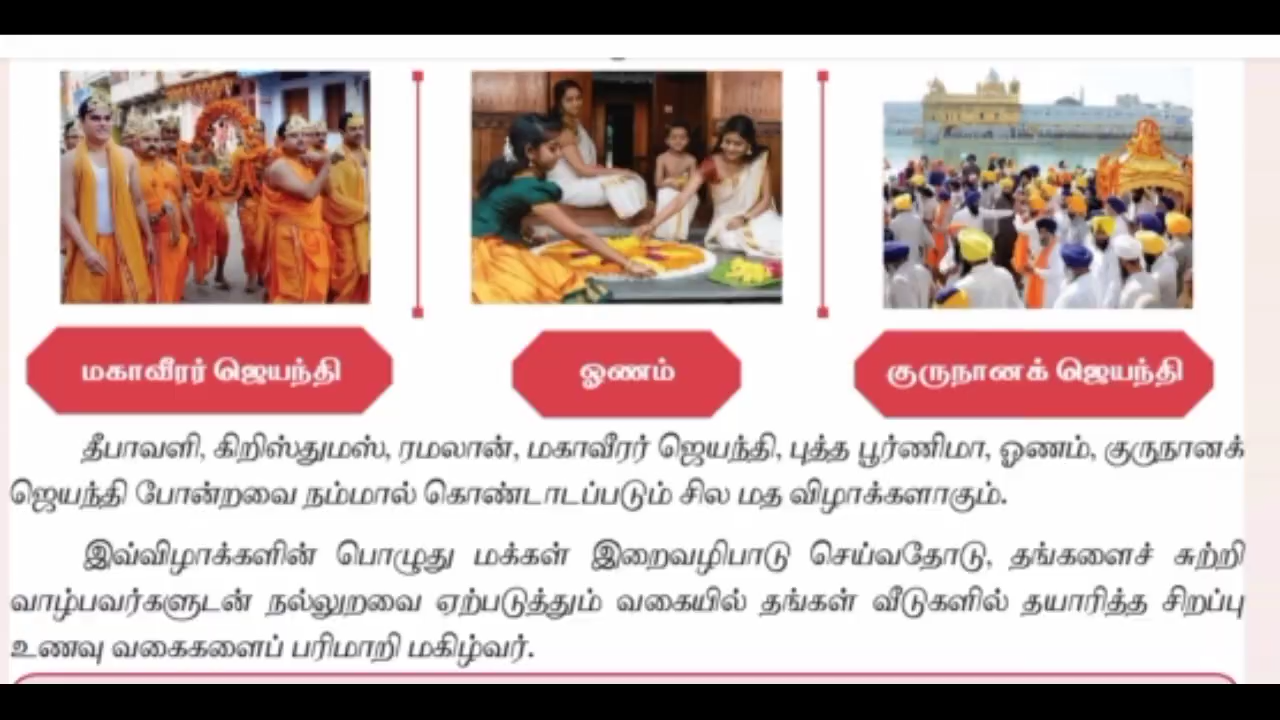 மகாவீரர் ஜெயந்தி
ஓணம்
குருநானக் ஜெயந்தி
தீபாவளி, கிறிஸ்துமஸ், ரமலான், மகாவீரர் ஜெயந்தி, புத்த பூர்ணிமா, ஓணம், குருநானக்
ஜெயந்தி போன்றவை நம்மால் கொண்டாடப்படும் சில மத விழாக்களாகும்.
இவ்விழாக்களின் பொழுது மக்கள் இறைவழிபாடு செய்வதோடு, தங்களைச் சுற்றி
வாழ்பவர்களுடன் நல்லுறவை ஏற்படுத்தும் வகையில் தங்கள் வீடுகளில் தயாரித்த சிறப்பு
உணவு வகைகளைப் பரிமாறி மகிழ்வர்.